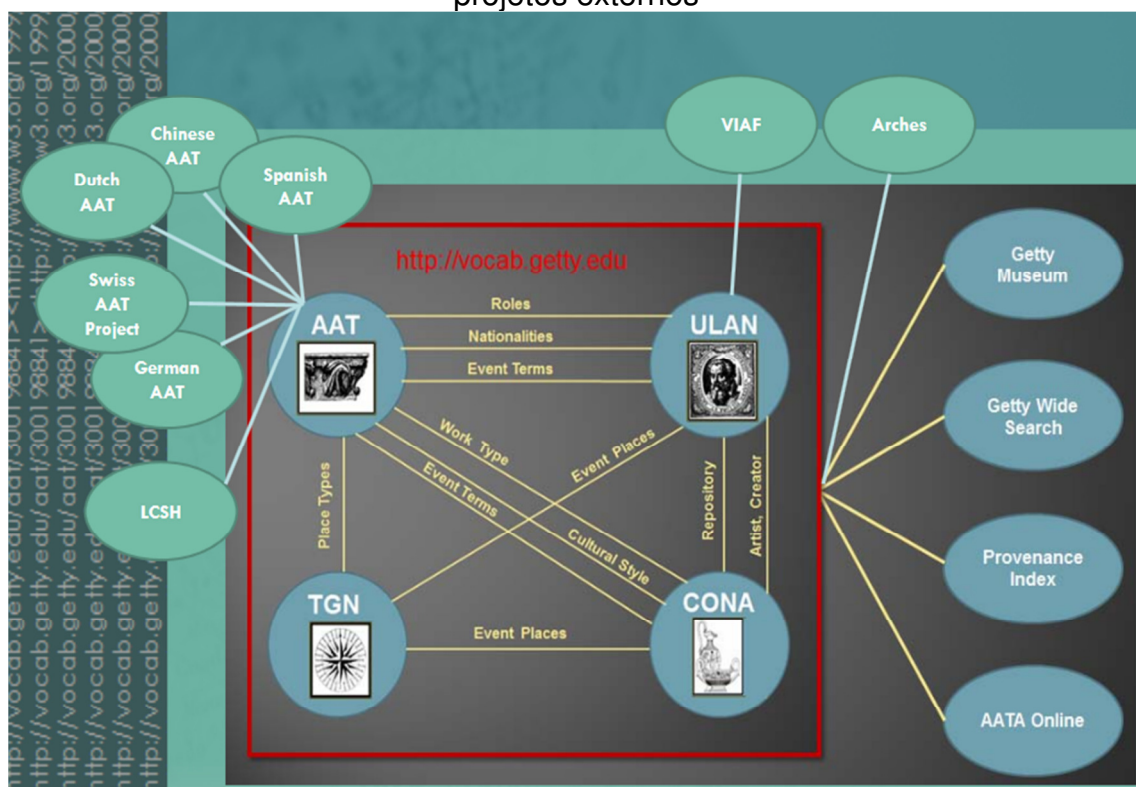 projetos externos
Chinese
AAT
Dutch
AAT
Spanish
AAT
Swiss
AAT
Project
German
AAT
LCSH
VIAF
Arches
http://vocab.getty.edu
AAT
Roles
Nationalities
Event Terms
ULAN
Work Type
Event Terms
Cultural Style
Event Places
Place Types
Repository
Artist, Creator
TGN
Event Places
CONA
Getty
Museum
Getty Wide
Search
Provenance
Index
AATA Online